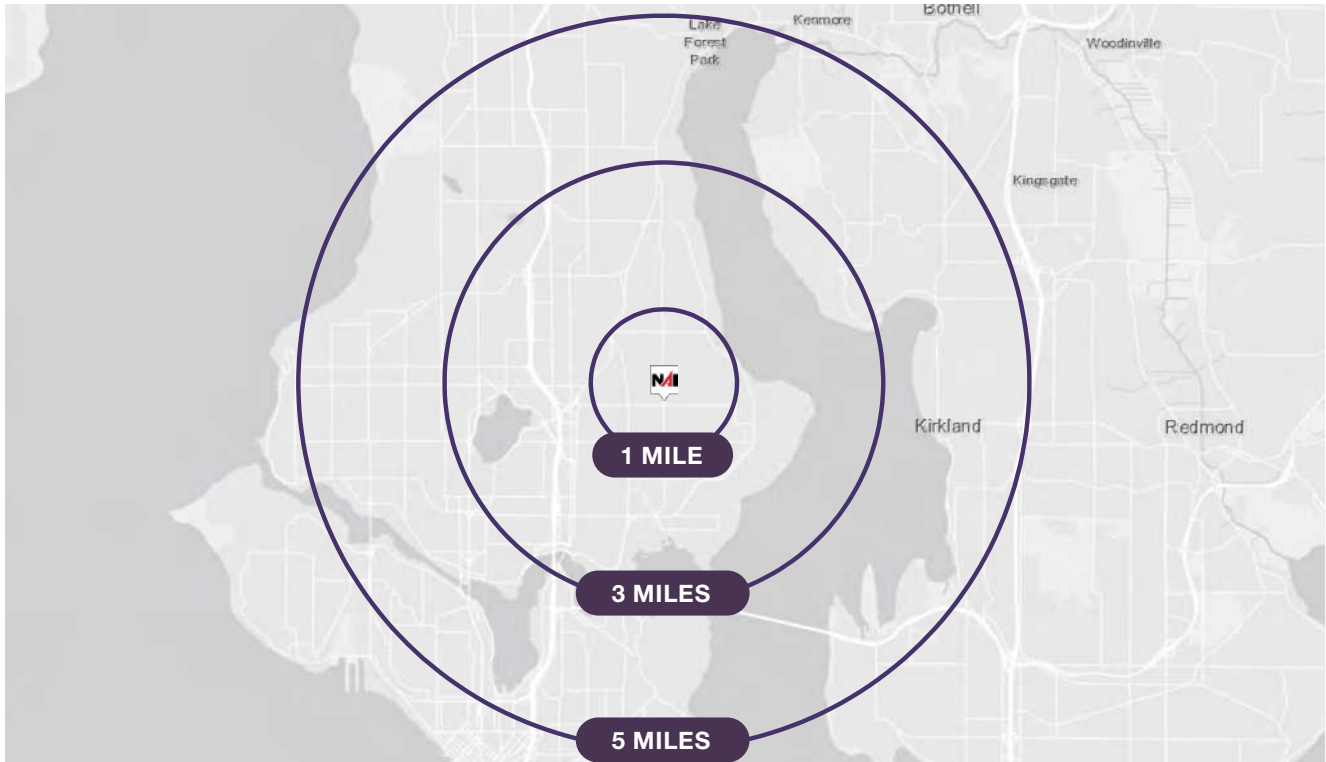 Bothell
Lake
Forest
Park
Kenmore
Woodinville
Kingsgate
NAI
Kirkland
Redmond
1 MILE
3 MILES
5 MILES